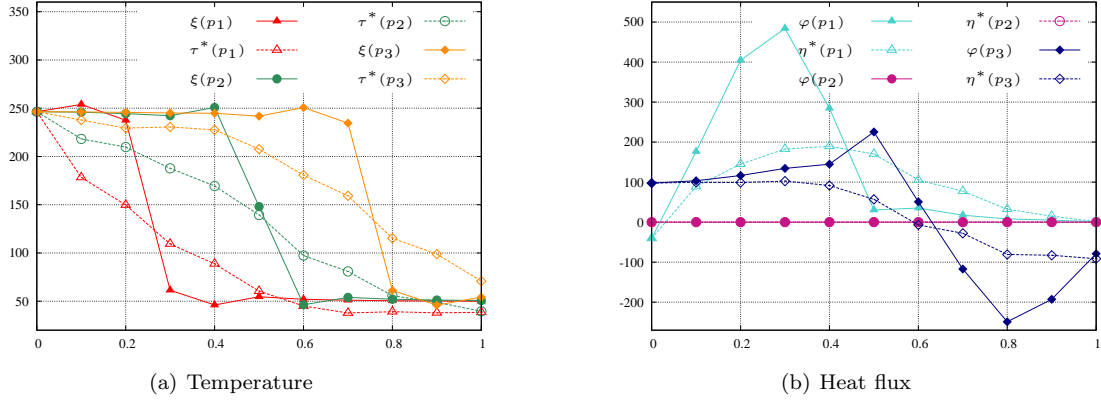 350
300
250
200
150
100
50
0 0.2 0.4 0.6 0.8 1
ξ(p₁)
τ*(p₁)
ξ(p₂)
τ*(p₂)
ξ(p₃)
τ*(p₃)
(a) Temperature
500
400
300
200
100
0
-100
-200
0 0.2 0.4 0.6 0.8 1
φ(p₁)
η*(p₁)
φ(p₂)
η*(p₂)
φ(p₃)
η*(p₃)
(b) Heat flux